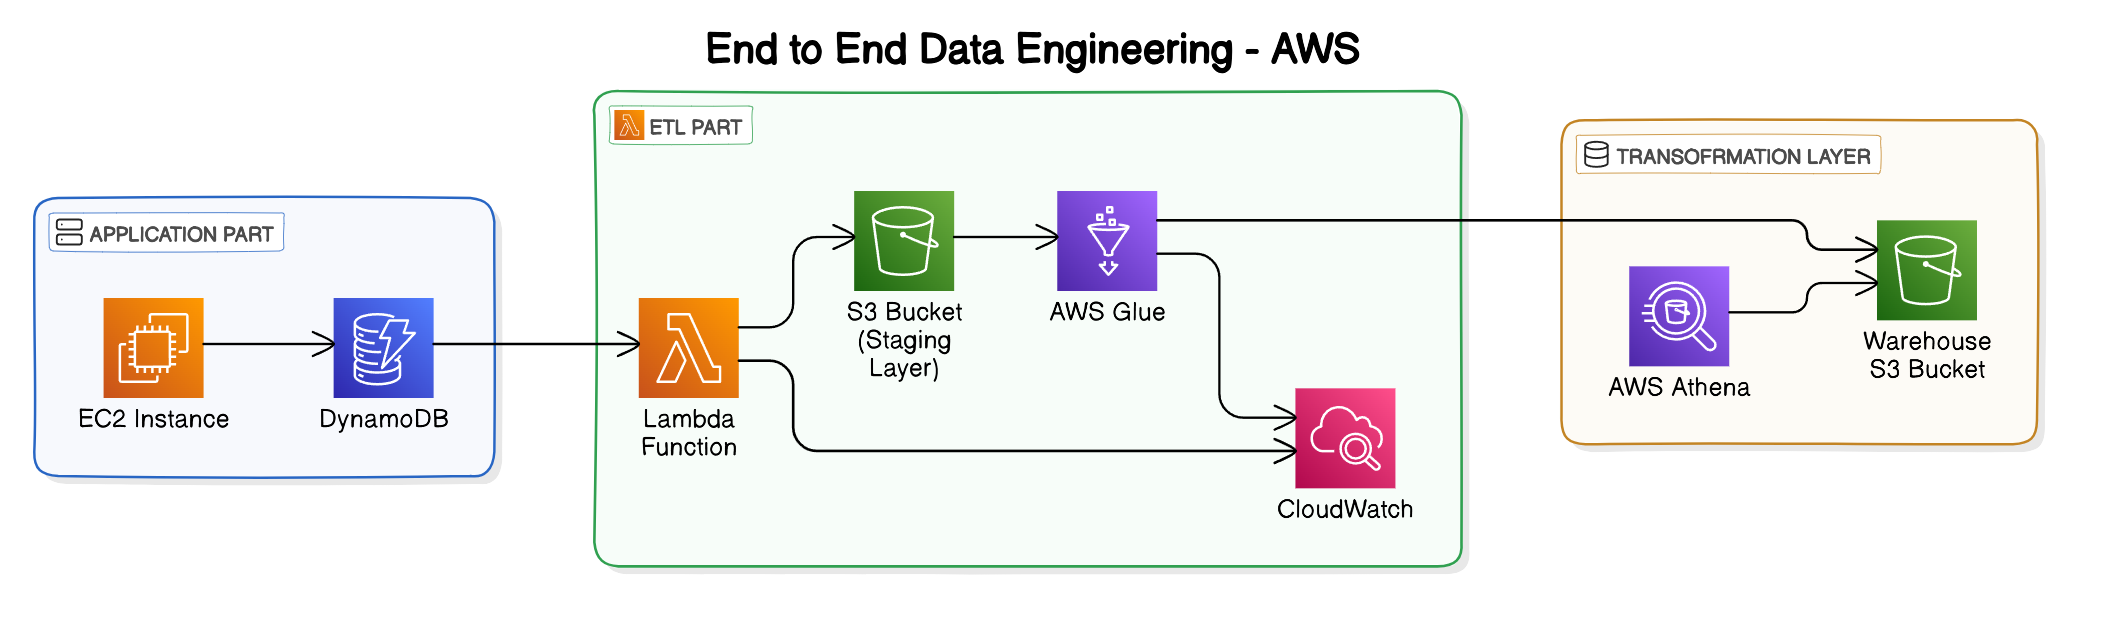 End to End Data Engineering - AWS
APPLICATION PART
EC2 Instance
DynamoDB
ETL PART
Lambda
Function
S3 Bucket
(Staging
Layer)
AWS Glue
CloudWatch
TRANSOFRMATION LAYER
AWS Athena
Warehouse
S3 Bucket